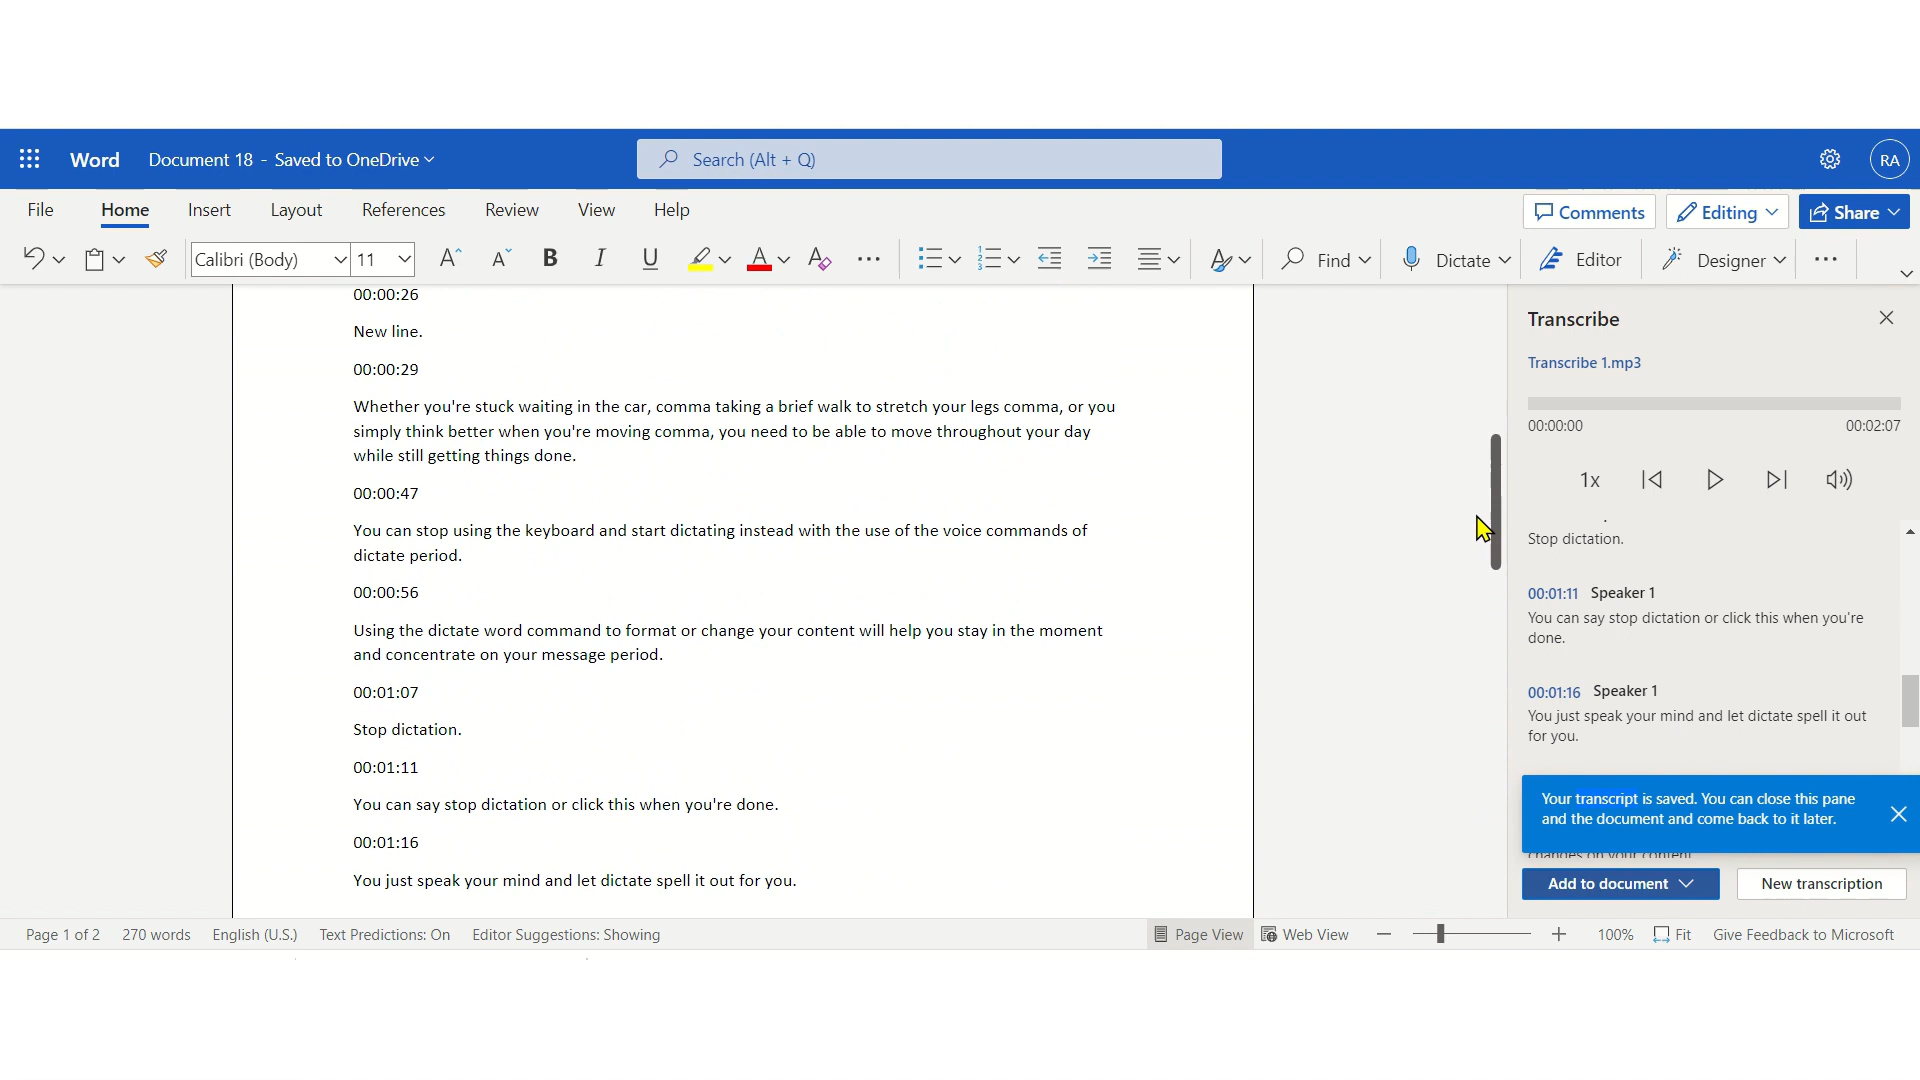 Word Document 18 - Saved to OneDrive Search (Alt + Q) RA
File Home Insert Layout References Review View Help Comments Editing Share
Calibri (Body) 11 A A B I U A A Find Dictate Editor Designer
00:00:26
New line.
00:00:29
Whether you're stuck waiting in the car, comma taking a brief walk to stretch your legs comma, or you
simply think better when you're moving comma, you need to be able to move throughout your day
while still getting things done.
00:00:47
You can stop using the keyboard and start dictating instead with the use of the voice commands of
dictate period.
00:00:56
Using the dictate word command to format or change your content will help you stay in the moment
and concentrate on your message period.
00:01:07
Stop dictation.
00:01:11
You can say stop dictation or click this when you're done.
00:01:16
You just speak your mind and let dictate spell it out for you.
Transcribe
Transcribe 1.mp3
00:00:00 00:02:07
1x
Stop dictation.
00:01:11 Speaker 1
You can say stop dictation or click this when you're
done.
00:01:16 Speaker 1
You just speak your mind and let dictate spell it out
for you.
Your transcript is saved. You can close this pane
and the document and come back to it later.
changes on your content
Add to document New transcription
Page 1 of 2 270 words English (U.S.) Text Predictions: On Editor Suggestions: Showing Page View Web View 100% Fit Give Feedback to Microsoft